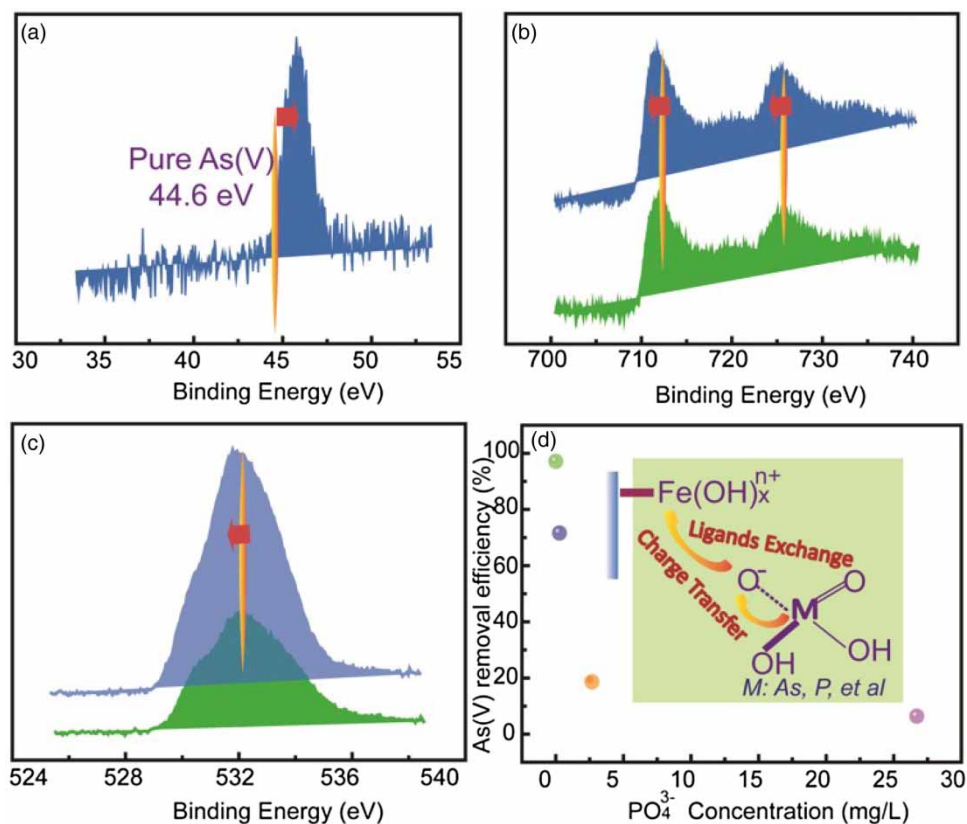 (a)
Pure As(V)
44.6 eV
30 35 40 45 50 55
Binding Energy (eV)
(b)
700 710 720 730 740
Binding Energy (eV)
(c)
524 528 532 536 540
Binding Energy (eV)
(d)
As(V) removal efficiency (%)
100
80
60
40
20
0
Fe(OH)ₓⁿ⁺
Ligands Exchange
Charge Transfer
O⁻
O
M
OH
OH
M: As, P, et al
0 5 10 15 20 25 30
PO₄³⁻ Concentration (mg/L)